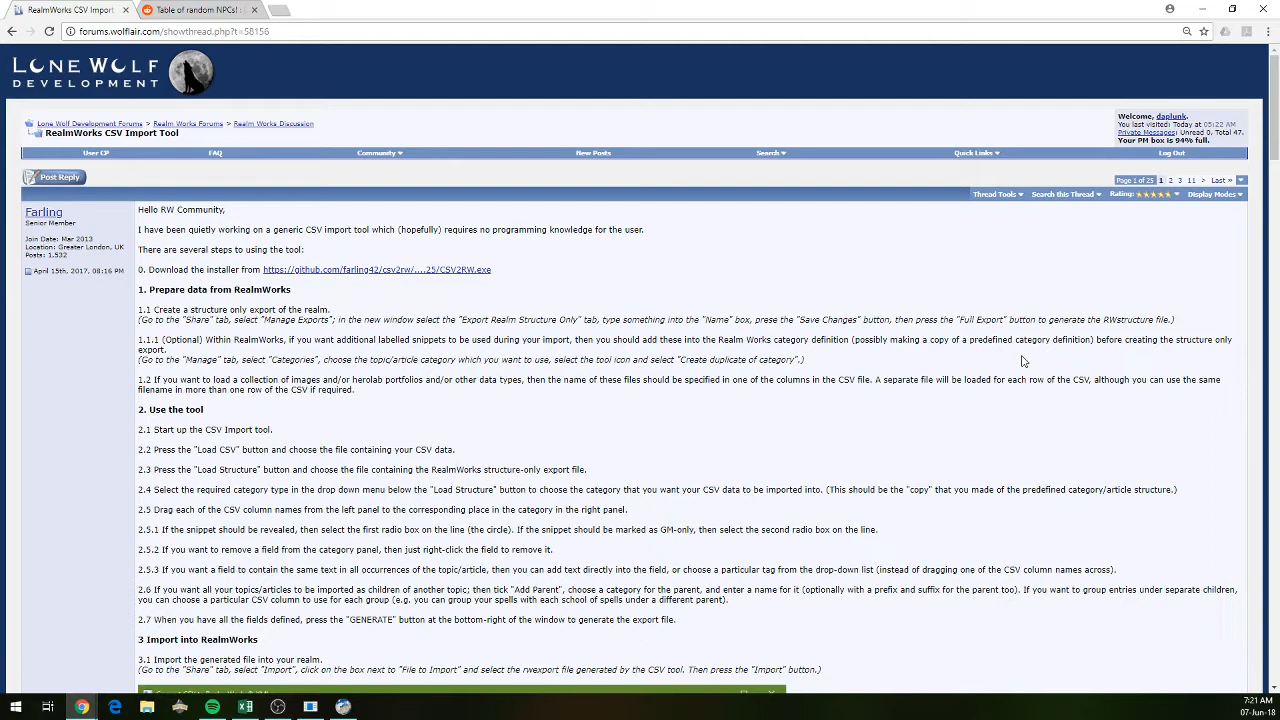 RealmWorks CSV Import
Table of random NPCs! :
forums.wolflair.com/showthread.php?t=58156
LONE WOLF
DEVELOPMENT
Lone Wolf Development Forums > Realm Works Forums > Realm Works Discussion
RealmWorks CSV Import Tool
Welcome, daplunk.
You last visited: Today at 05:22 AM
Private Messages: Unread 0, Total 47.
Your PM box is 94% full.
User CP FAQ Community New Posts Search Quick Links Log Out
Post Reply
Page 1 of 25 1 2 3 11 > Last »
Thread Tools Search this Thread Rating: Display Modes
Farling
Senior Member
Join Date: Mar 2013
Location: Greater London, UK
Posts: 1,532
April 15th, 2017, 08:16 PM
Hello RW Community,
I have been quietly working on a generic CSV import tool which (hopefully) requires no programming knowledge for the user.
There are several steps to using the tool:
0. Download the installer from https://github.com/farling42/csv2rw/....25/CSV2RW.exe
1. Prepare data from RealmWorks
1.1 Create a structure only export of the realm.
(Go to the "Share" tab, select "Manage Exports"; in the new window select the "Export Realm Structure Only" tab, type something into the "Name" box, press the "Save Changes" button, then press the "Full Export" button to generate the RWstructure file.)
1.1.1 (Optional) Within RealmWorks, if you want additional labelled snippets to be used during your import, then you should add these into the Realm Works category definition (possibly making a copy of a predefined category definition) before creating the structure only
export.
(Go to the "Manage" tab, select "Categories", choose the topic/article category which you want to use, select the tool icon and select "Create duplicate of category".)
1.2 If you want to load a collection of images and/or herolab portfolios and/or other data types, then the name of these files should be specified in one of the columns in the CSV file. A separate file will be loaded for each row of the CSV, although you can use the same
filename in more than one row of the CSV if required.
2. Use the tool
2.1 Start up the CSV Import tool.
2.2 Press the "Load CSV" button and choose the file containing your CSV data.
2.3 Press the "Load Structure" button and choose the file containing the RealmWorks structure-only export file.
2.4 Select the required category type in the drop down menu below the "Load Structure" button to choose the category that you want your CSV data to be imported into. (This should be the "copy" that you made of the predefined category/article structure.)
2.5 Drag each of the CSV column names from the left panel to the corresponding place in the category in the right panel.
2.5.1 If the snippet should be revealed, then select the first radio box on the line (the circle). If the snippet should be marked as GM-only, then select the second radio box on the line.
2.5.2 If you want to remove a field from the category panel, then just right-click the field to remove it.
2.5.3 If you want a field to contain the same text in all occurrences of the topic/article, then you can add text directly into the field, or choose a particular tag from the drop-down list (instead of dragging one of the CSV column names across).
2.6 If you want all your topics/articles to be imported as children of another topic; then tick "Add Parent", choose a category for the parent, and enter a name for it (optionally with a prefix and suffix for the parent too). If you want to group entries under separate children,
you can choose a particular CSV column to use for each group (e.g. you can group your spells with each school of spells under a different parent).
2.7 When you have all the fields defined, press the "GENERATE" button at the bottom-right of the window to generate the export file.
3 Import into RealmWorks
3.1 Import the generated file into your realm.
(Go to the "Share" tab, select "Import", click on the box next to "File to Import" and select the rwexport file generated by the CSV tool. Then press the "Import" button.)
7:21 AM
07-Jun-18